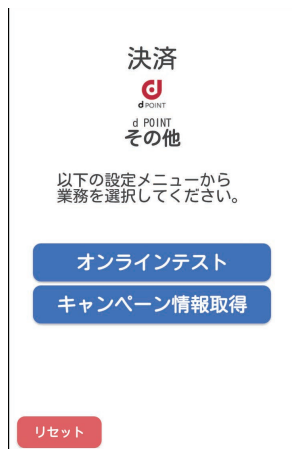 決済
d
d POINT
d POINT
その他
以下の設定メニューから
業務を選択してください。
オンラインテスト
キャンペーン情報取得
リセット